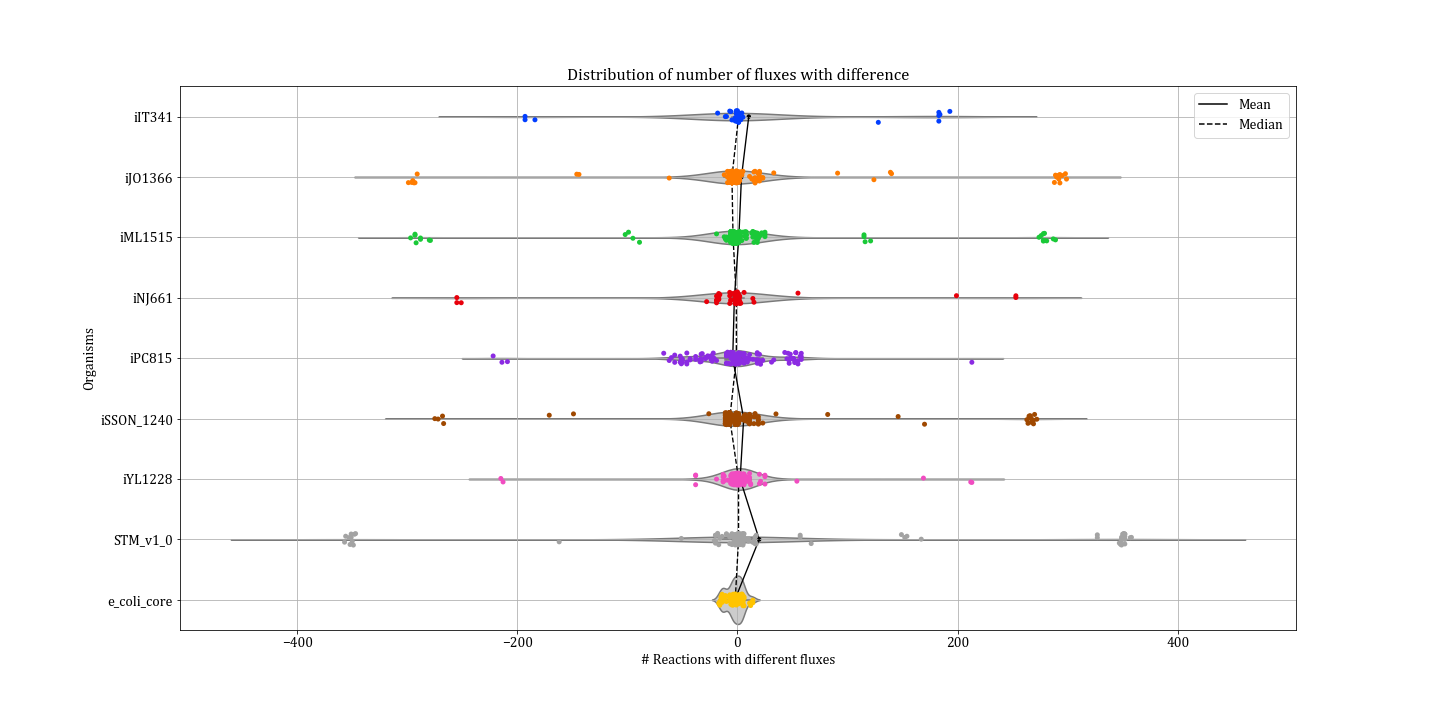 Distribution of number of fluxes with difference
Mean
Median
Organisms
iIT341
iJO1366
iML1515
iNJ661
iPC815
iSSON_1240
iYL1228
STM_v1_0
e_coli_core
−400 −200 0 200 400
# Reactions with different fluxes